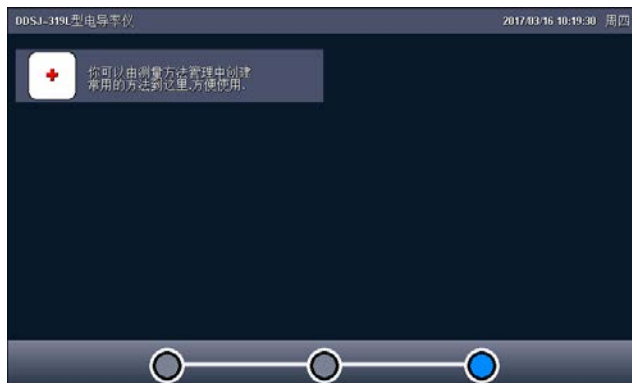 DDSJ-319L型电导率仪
2017/03/16 10:19:30 周四
你可以由测量方法管理中创建
常用的方法到这里.方便使用.